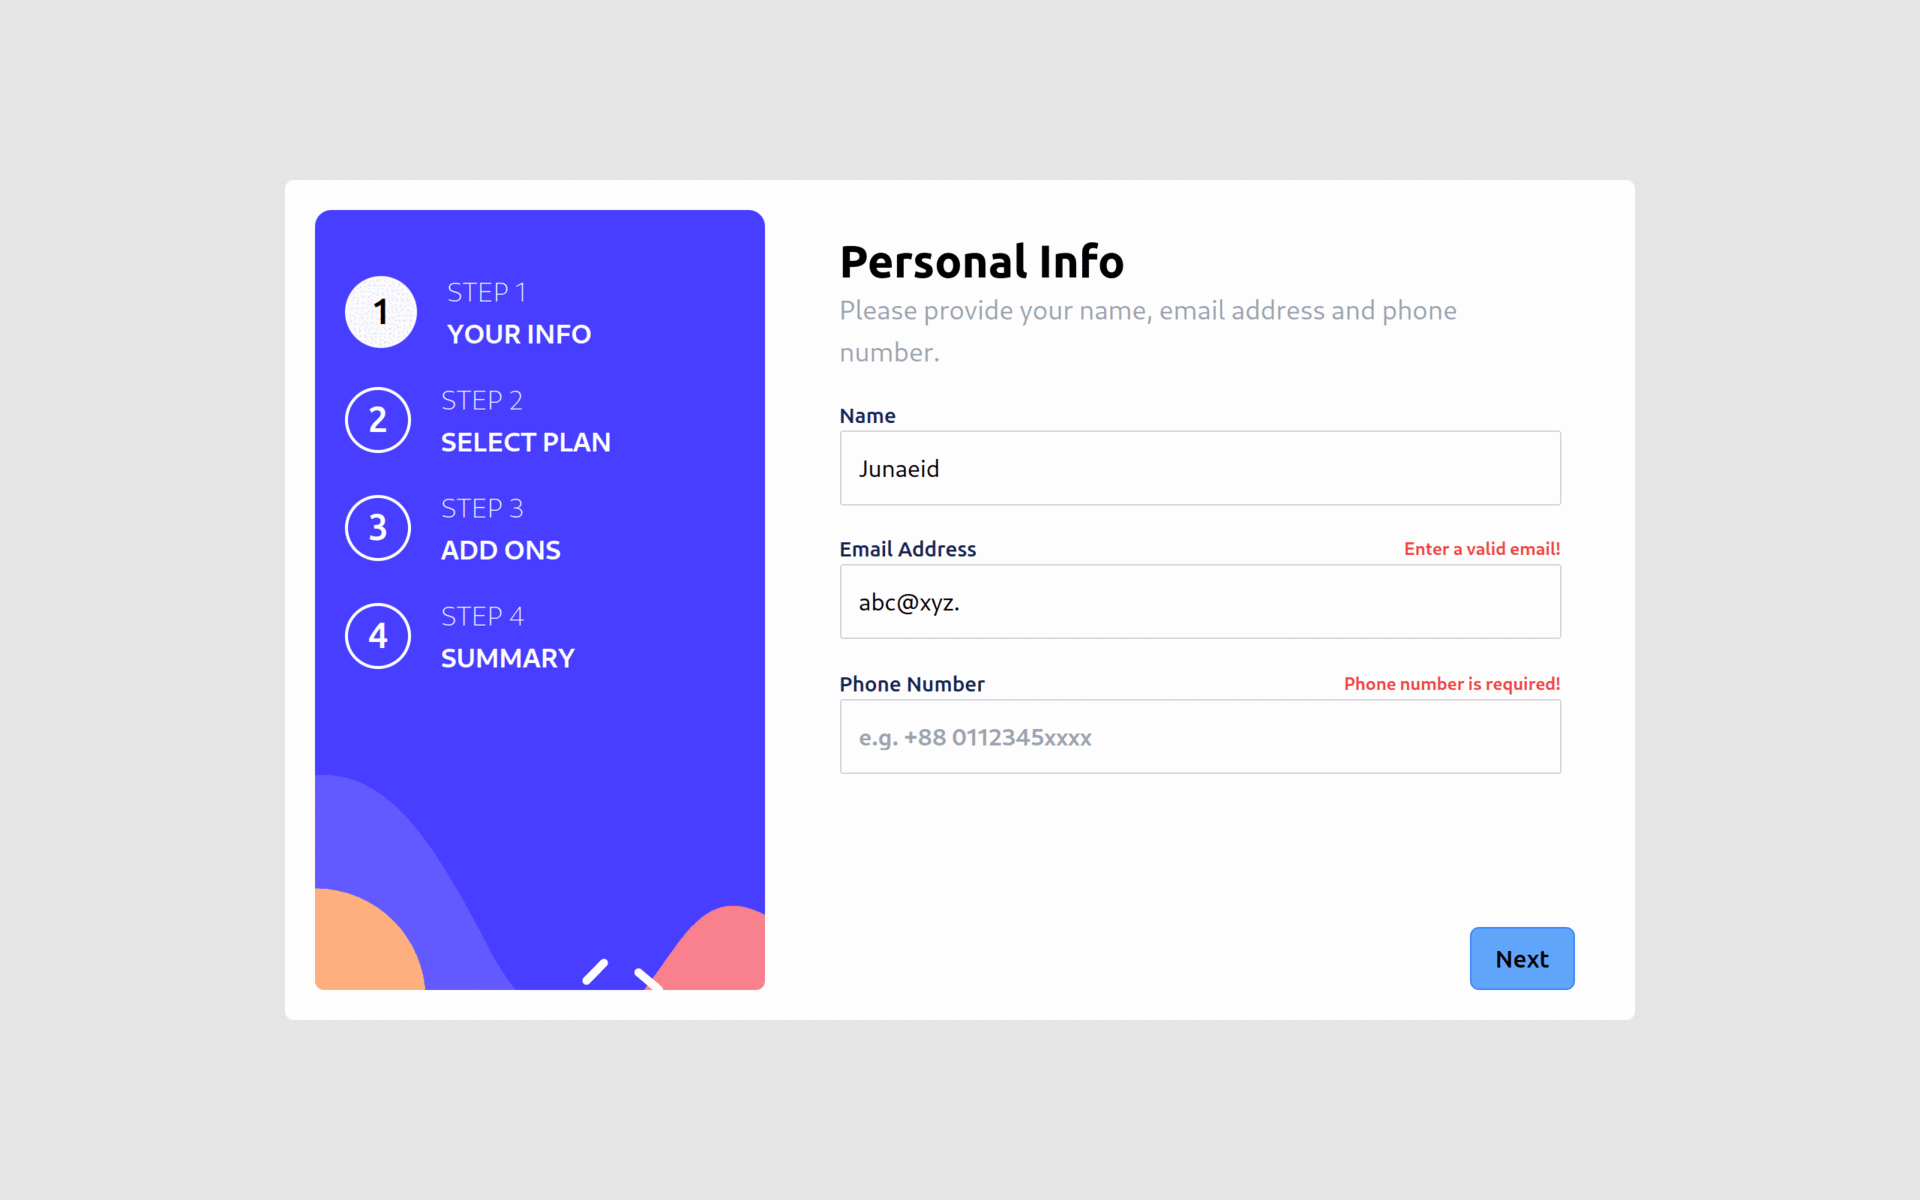 1
STEP 1
YOUR INFO
2
STEP 2
SELECT PLAN
3
STEP 3
ADD ONS
4
STEP 4
SUMMARY
Personal Info
Please provide your name, email address and phone
number.
Name
Junaeid
Email Address
Enter a valid email!
abc@xyz.
Phone Number
Phone number is required!
e.g. +88 0112345xxxx
Next